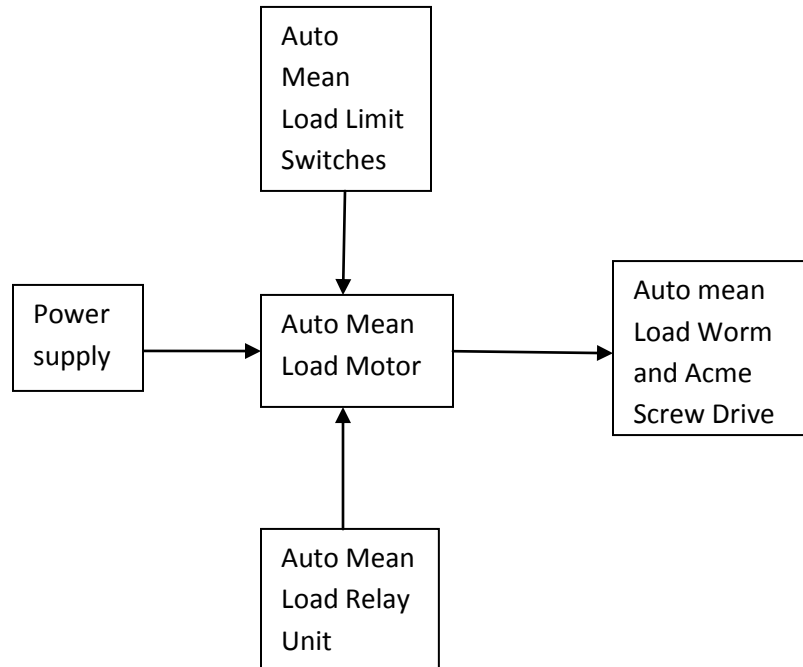 Auto
Mean
Load Limit
Switches
Power
supply
Auto Mean
Load Motor
Auto mean
Load Worm
and Acme
Screw Drive
Auto Mean
Load Relay
Unit